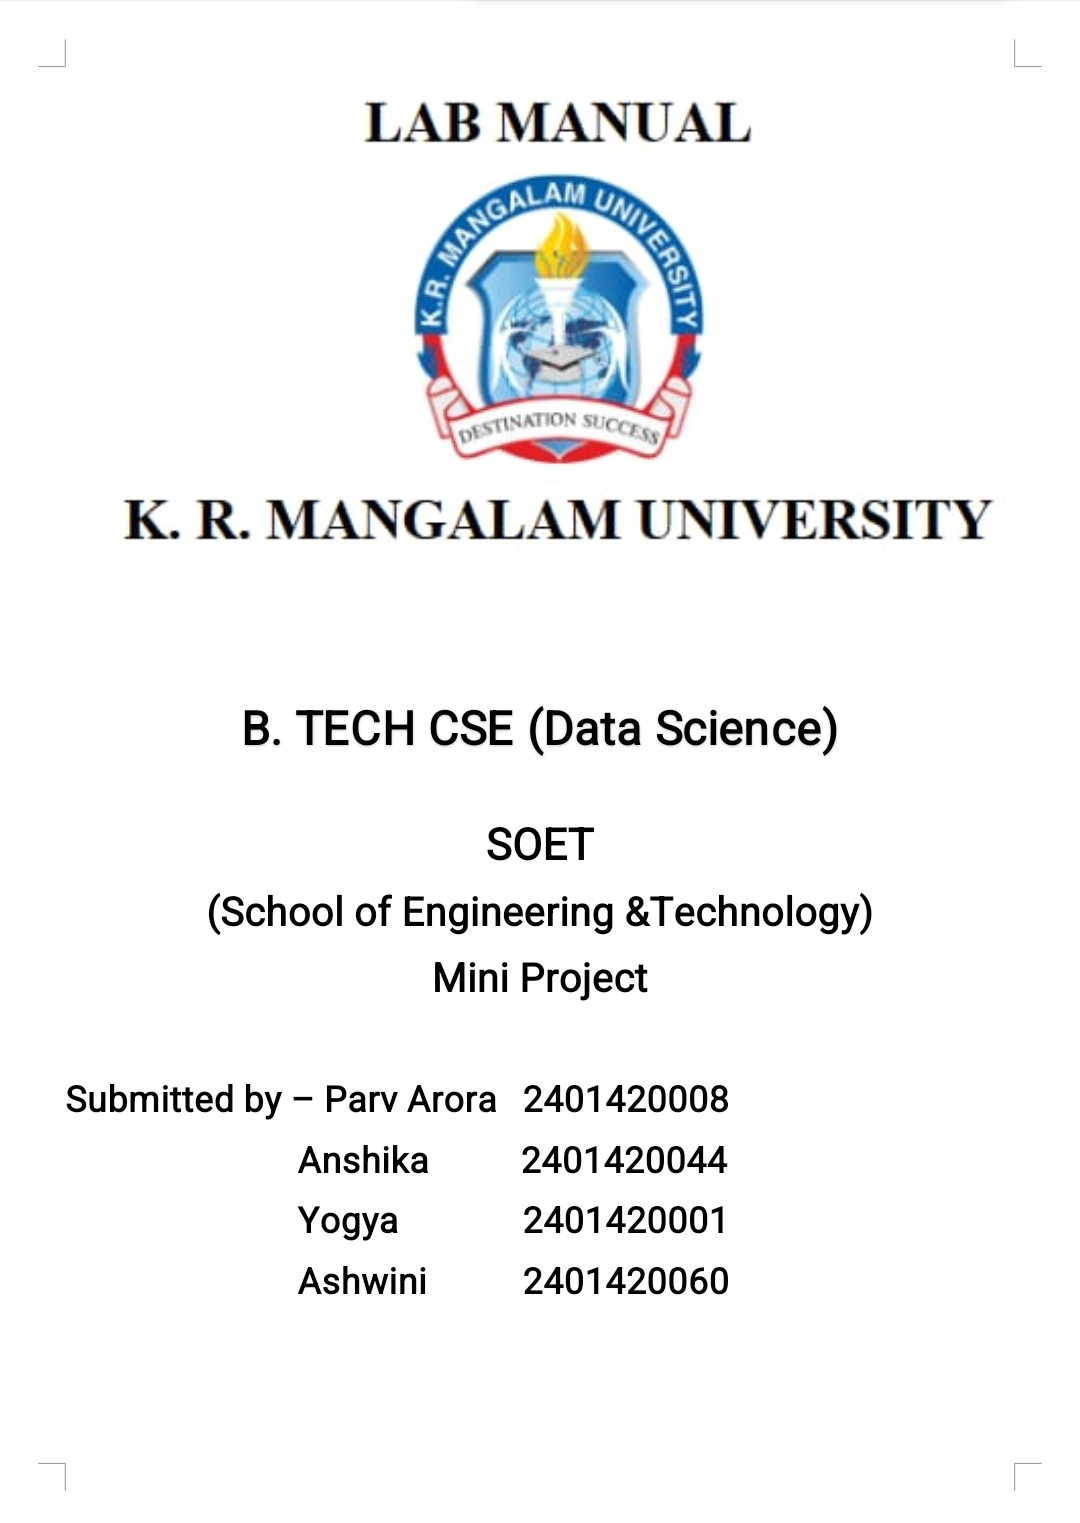 LAB MANUAL
K.R. MANGALAM UNIVERSITY
DESTINATION SUCCESS
K. R. MANGALAM UNIVERSITY
B. TECH CSE (Data Science)
SOET
(School of Engineering &Technology)
Mini Project
Submitted by – Parv Arora 2401420008
Anshika 2401420044
Yogya 2401420001
Ashwini 2401420060